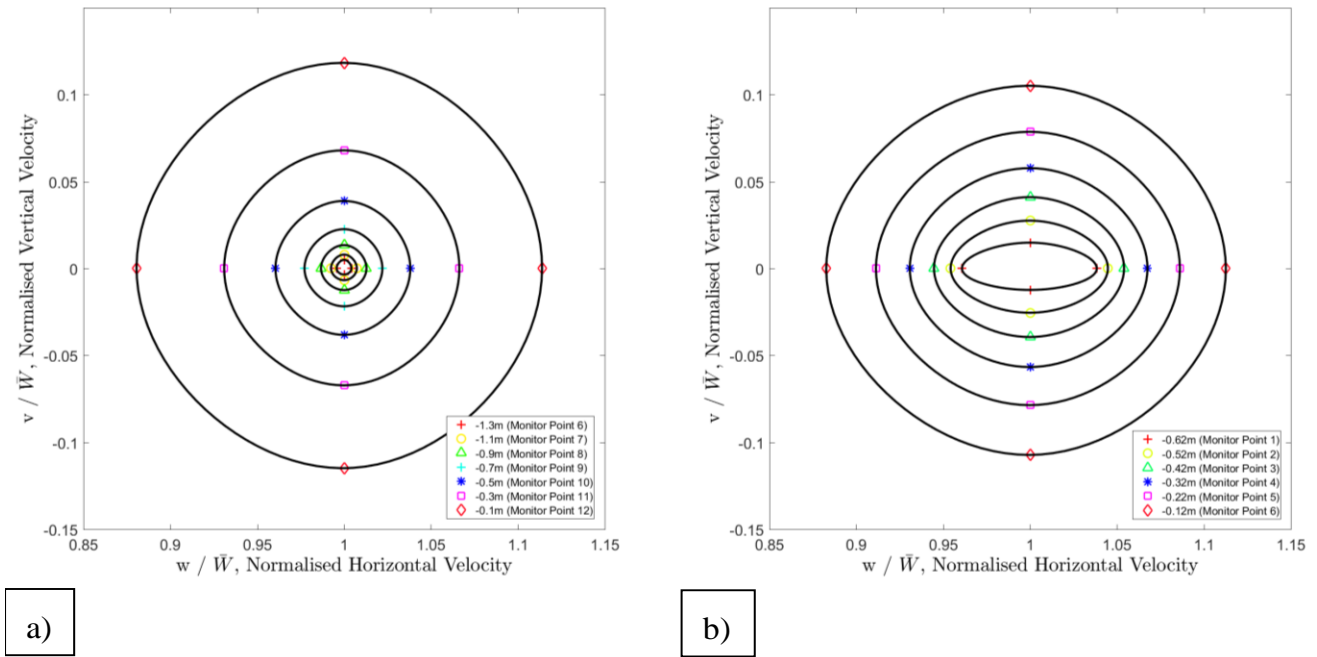 0.1
0.05
0
-0.05
-0.1
-0.15
v / W̄, Normalised Vertical Velocity
0.85 0.9 0.95 1 1.05 1.1 1.15
w / W̄, Normalised Horizontal Velocity
-1.3m (Monitor Point 6)
-1.1m (Monitor Point 7)
-0.9m (Monitor Point 8)
-0.7m (Monitor Point 9)
-0.5m (Monitor Point 10)
-0.3m (Monitor Point 11)
-0.1m (Monitor Point 12)
a)
0.1
0.05
0
-0.05
-0.1
-0.15
v / W̄, Normalised Vertical Velocity
0.85 0.9 0.95 1 1.05 1.1 1.15
w / W̄, Normalised Horizontal Velocity
-0.62m (Monitor Point 1)
-0.52m (Monitor Point 2)
-0.42m (Monitor Point 3)
-0.32m (Monitor Point 4)
-0.22m (Monitor Point 5)
-0.12m (Monitor Point 6)
b)